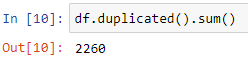 In [10]: df.duplicated().sum()
Out[10]: 2260